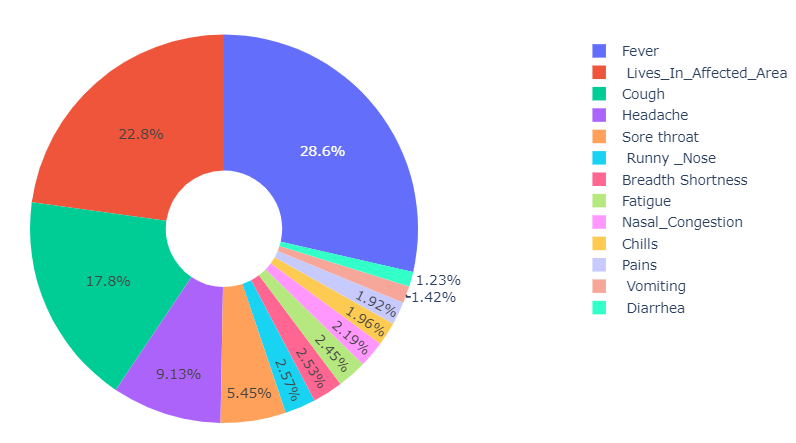 Fever
Lives_In_Affected_Area
Cough
Headache
Sore throat
Runny _Nose
Breadth Shortness
Fatigue
Nasal_Congestion
Chills
Pains
Vomiting
Diarrhea
28.6%
22.8%
17.8%
9.13%
5.45%
2.57%
2.53%
2.45%
2.19%
1.96%
1.92%
1.42%
1.23%